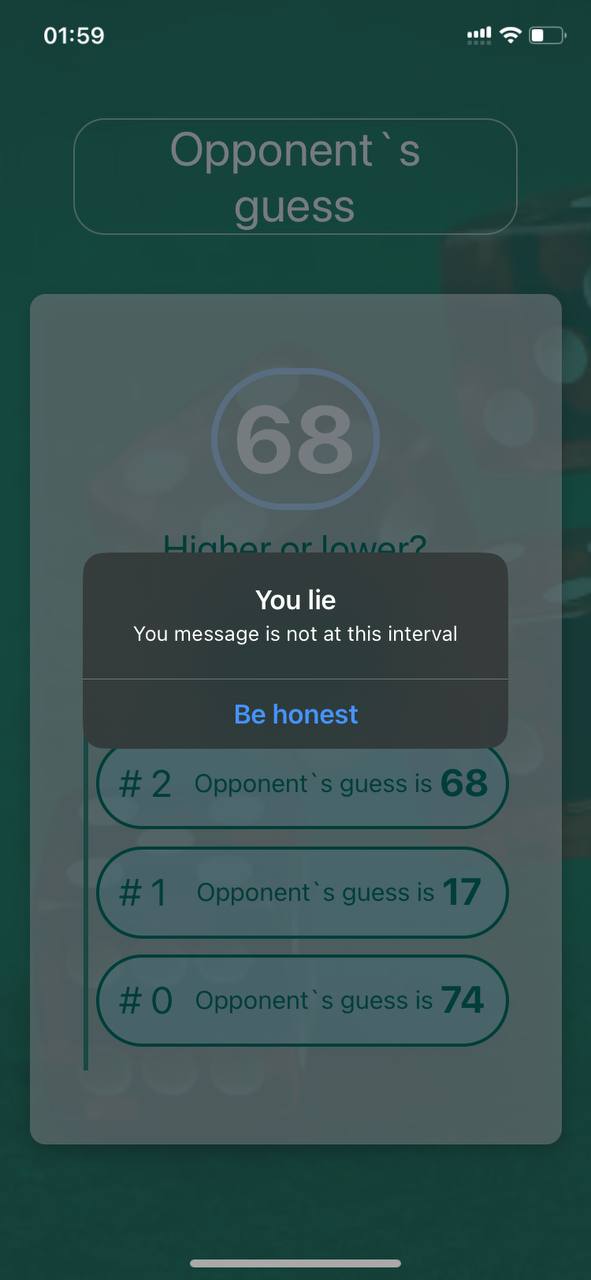 01:59
Opponent`s
guess
68
Higher or lower?
You lie
You message is not at this interval
Be honest
# 2 Opponent`s guess is 68
# 1 Opponent`s guess is 17
# 0 Opponent`s guess is 74